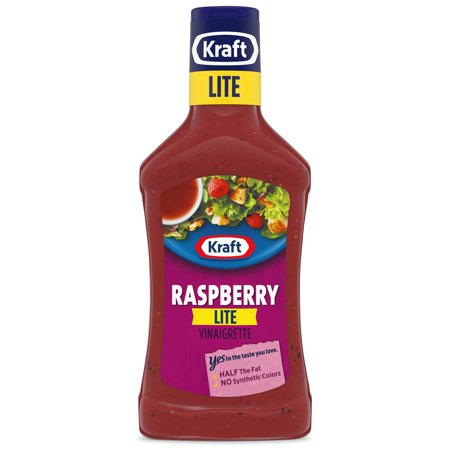 Kraft
LITE
Kraft
RASPBERRY
LITE
VINAIGRETTE
yes to the taste you love.
HALF The Fat
NO Synthetic Colors